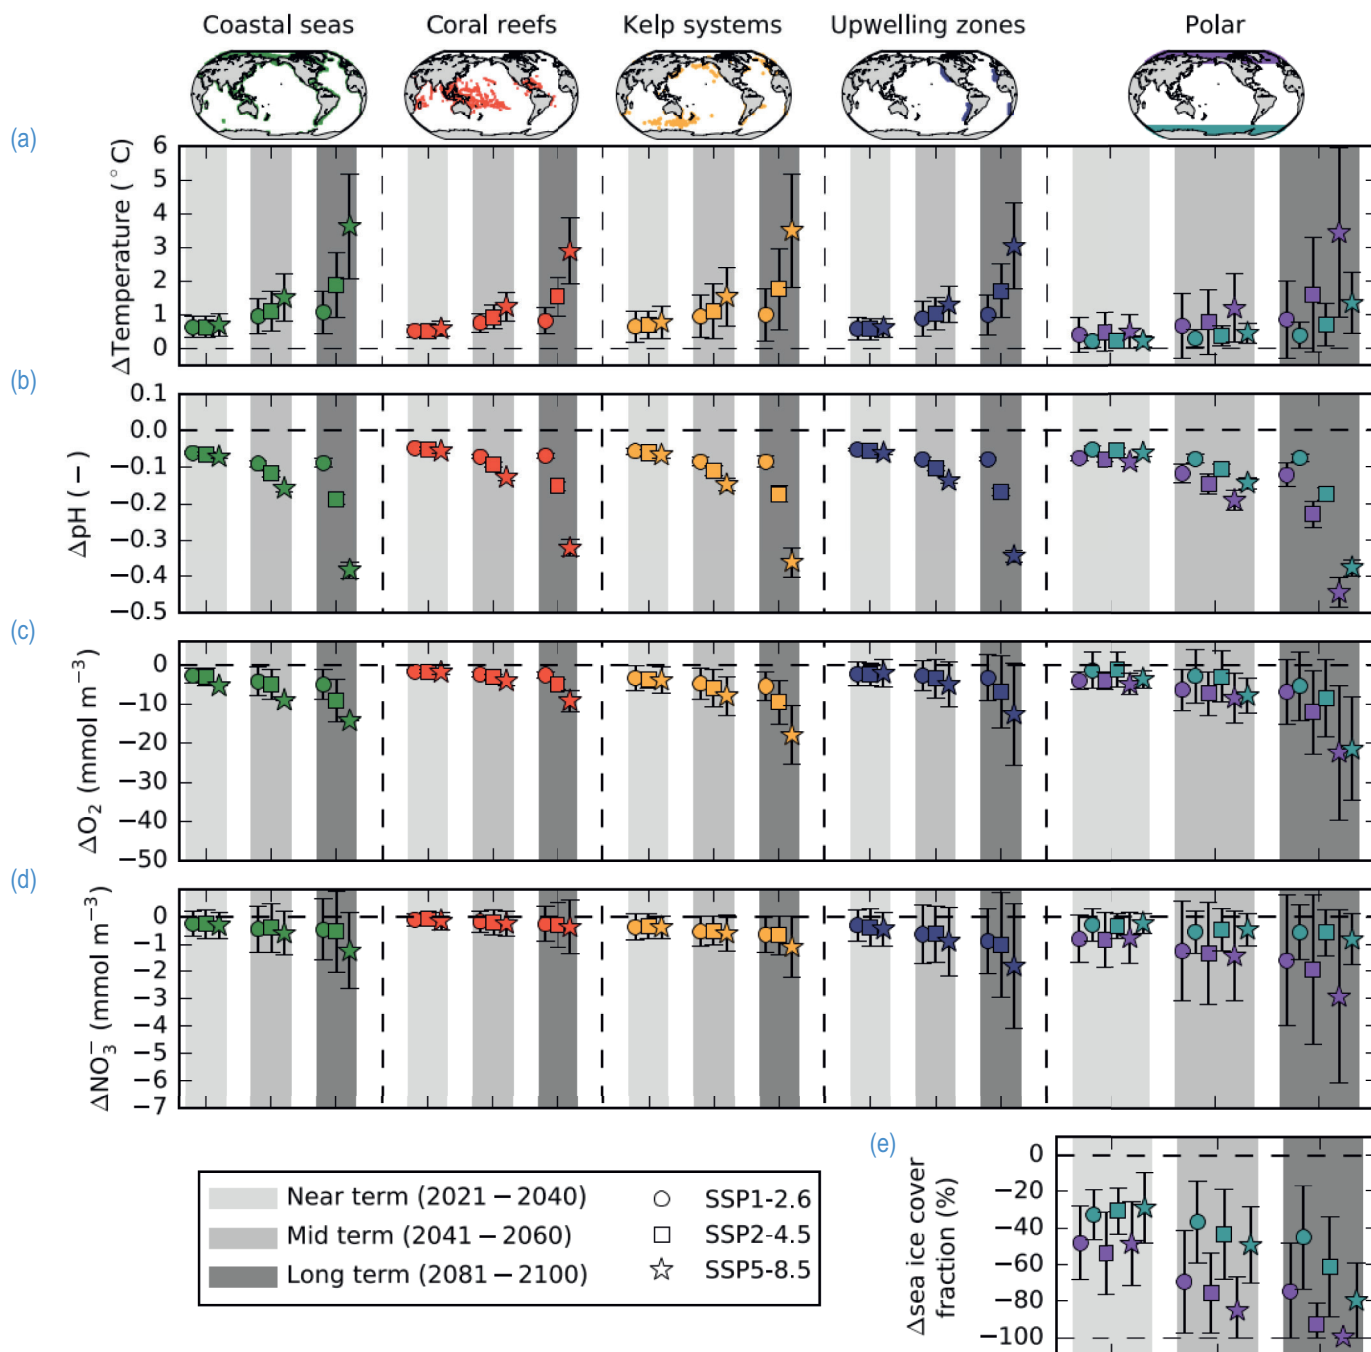 Coastal seas Coral reefs Kelp systems Upwelling zones Polar
(a)
ΔTemperature (°C)
6
5
4
3
2
1
0
(b)
ΔpH (−)
0.1
0.0
−0.1
−0.2
−0.3
−0.4
−0.5
(c)
ΔO₂ (mmol m⁻³)
0
−10
−20
−30
−40
−50
(d)
ΔNO₃⁻ (mmol m⁻³)
0
−1
−2
−3
−4
−5
−6
−7
(e)
Δsea ice cover
fraction (%)
0
−20
−40
−60
−80
−100
Near term (2021−2040) SSP1-2.6
Mid term (2041−2060) SSP2-4.5
Long term (2081−2100) SSP5-8.5